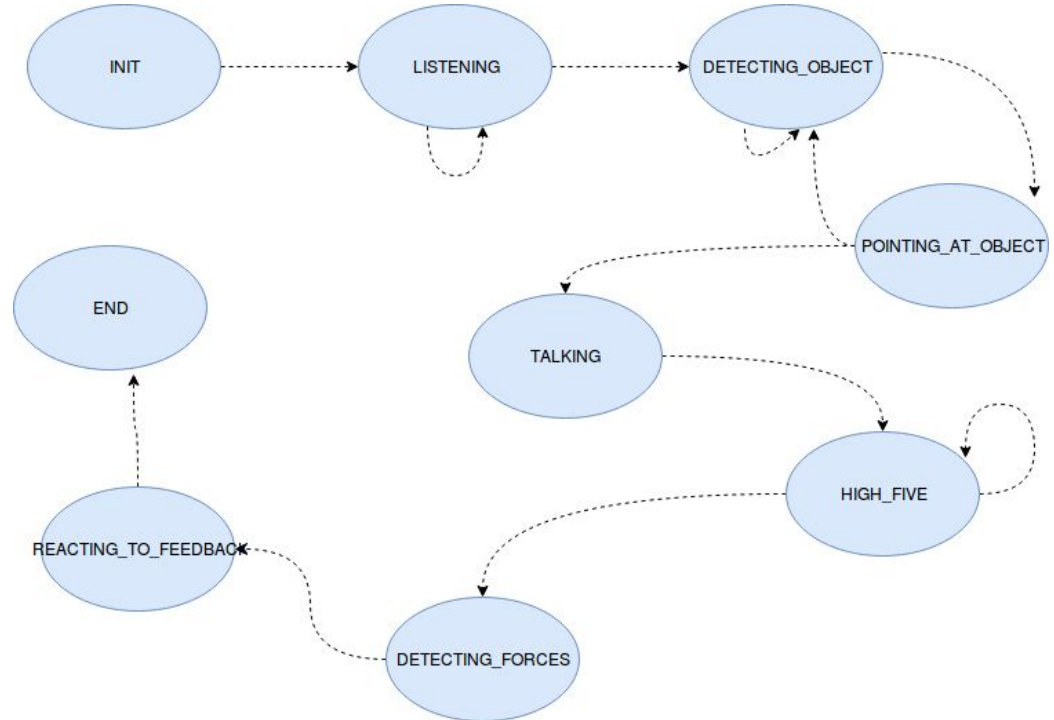 INIT
LISTENING
DETECTING_OBJECT
POINTING_AT_OBJECT
END
TALKING
HIGH_FIVE
REACTING_TO_FEEDBACK
DETECTING_FORCES